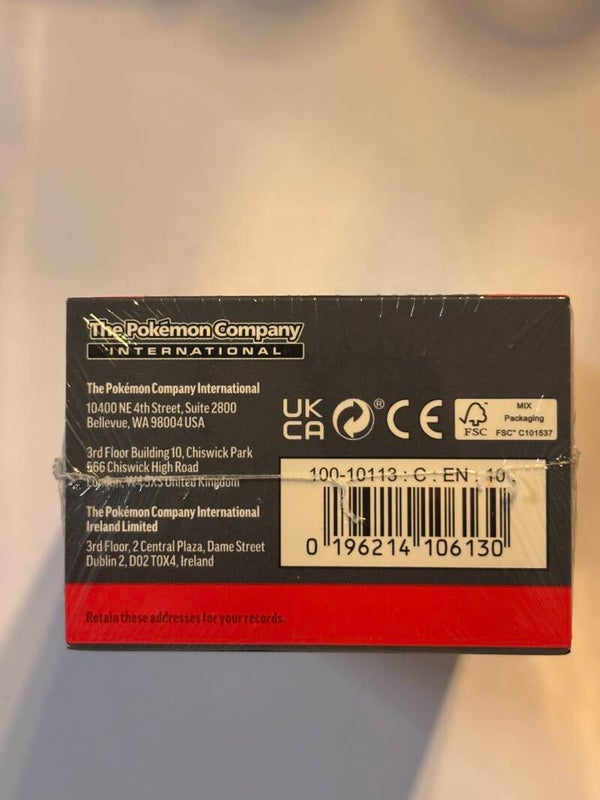 The Pokémon Company
INTERNATIONAL
The Pokémon Company International
10400 NE 4th Street, Suite 2800
Bellevue, WA 98004 USA
3rd Floor Building 10, Chiswick Park
566 Chiswick High Road
London, W4 5XS United Kingdom
The Pokémon Company International
Ireland Limited
3rd Floor, 2 Central Plaza, Dame Street
Dublin 2, D02 T0X4, Ireland
Retain these addresses for your records.
UK
CA
®
CE
FSC
MIX
Packaging
FSC™ C101537
100-10113 : C : EN : 10
0 196214 106130